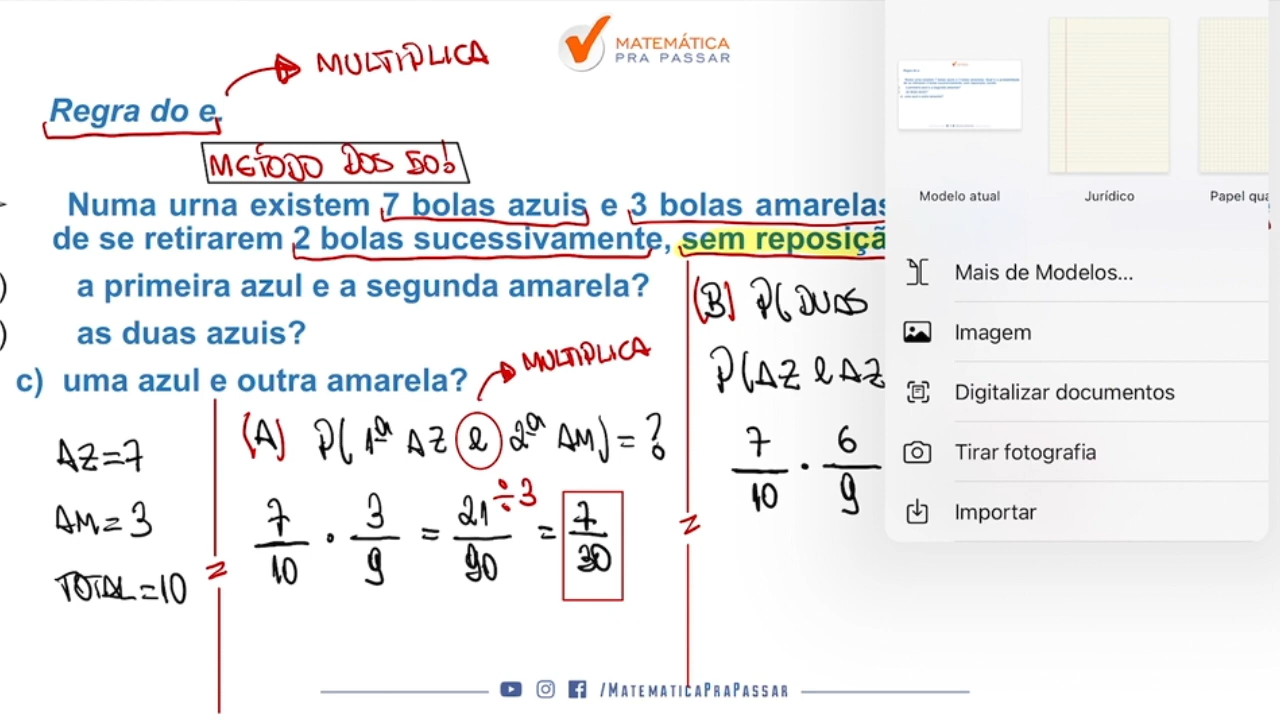 MULTIPLICA
MATEMÁTICA
PRA PASSAR
Regra do e.
METÓDO DOS 50!
Numa urna existem 7 bolas azuis e 3 bolas amarelas
de se retirarem 2 bolas sucessivamente, sem reposiçã
a primeira azul e a segunda amarela?
as duas azuis?
c) uma azul e outra amarela?
MULTIPLICA
AZ=7
AM=3
TOTAL=10
(A) P(1ª AZ e 2ª AM)=?
7/10 · 3/9 = 21/90 ÷3 = 7/30
(B) P(DUAS
P(AZ e AZ
7/10 · 6/9
Modelo atual
Jurídico
Papel qua
Mais de Modelos...
Imagem
Digitalizar documentos
Tirar fotografia
Importar
/MatematicaPraPassar